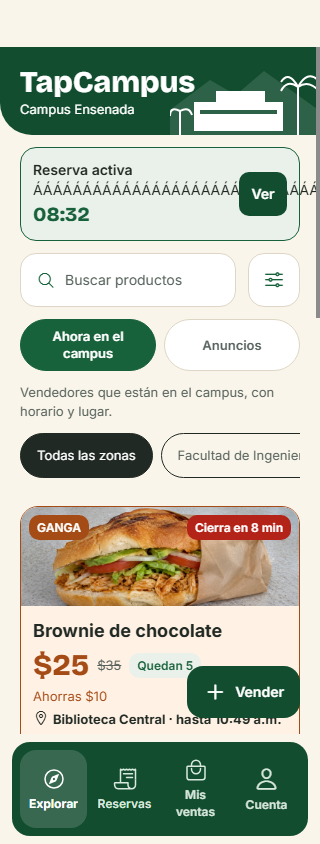 TapCampus
Campus Ensenada
Reserva activa
Ver
08:32
Buscar productos
Ahora en el
campus
Anuncios
Vendedores que están en el campus, con
horario y lugar.
Todas las zonas
Facultad de Ingenier
GANGA
Cierra en 8 min
Brownie de chocolate
$25 $35 Quedan 5
Ahorras $10
Vender
Biblioteca Central · hasta 10:49 a.m.
Explorar
Reservas
Mis
ventas
Cuenta